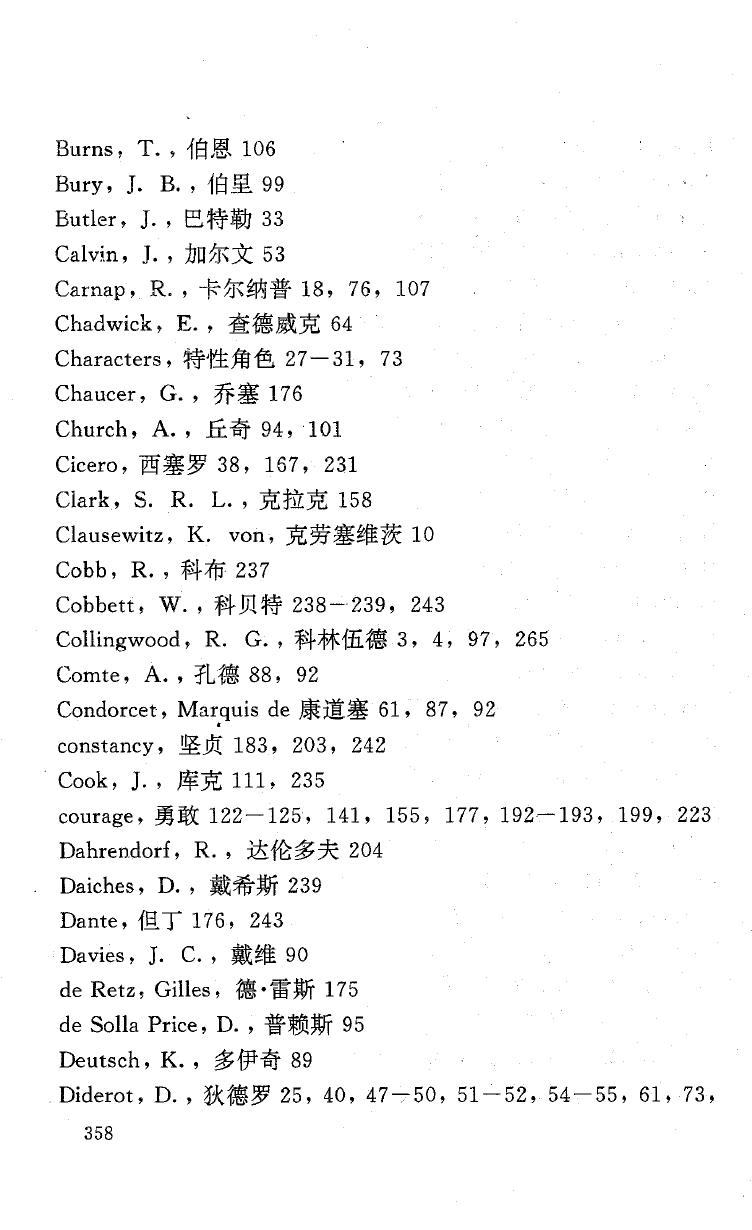 Burns, T.，伯恩 106
Bury, J. B.，伯里 99
Butler, J.，巴特勒 33
Calvin, J.，加尔文 53
Carnap, R.，卡尔纳普 18，76，107
Chadwick, E.，查德威克 64
Characters，特性角色 27—31，73
Chaucer, G.，乔塞 176
Church, A.，丘奇 94，101
Cicero，西塞罗 38，167，231
Clark, S. R. L.，克拉克 158
Clausewitz, K. von，克劳塞维茨 10
Cobb, R.，科布 237
Cobbett, W.，科贝特 238—239，243
Collingwood, R. G.，科林伍德 3，4，97，265
Comte, A.，孔德 88，92
Condorcet, Marquis de 康道塞 61，87，92
constancy，坚贞 183，203，242
Cook, J.，库克 111，235
courage，勇敢 122—125，141，155，177，192—193，199，223
Dahrendorf, R.，达伦多夫 204
Daiches, D.，戴希斯 239
Dante，但丁 176，243
Davies, J. C.，戴维 90
de Retz, Gilles，德·雷斯 175
de Solla Price, D.，普赖斯 95
Deutsch, K.，多伊奇 89
Diderot, D.，狄德罗 25，40，47—50，51—52，54—55，61，73，
358